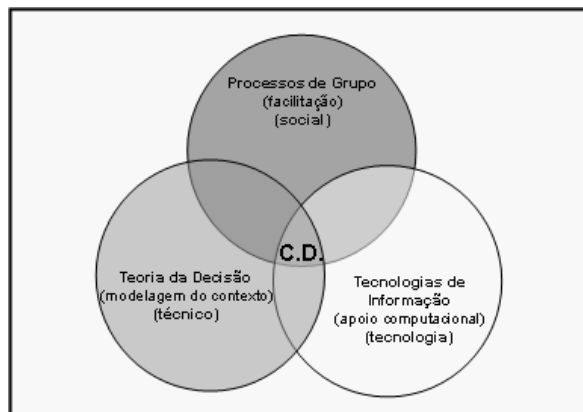 Processos de Grupo
(facilitação)
(social)
C.D.
Teoria da Decisão
(modelagem do contexto)
(técnico)
Tecnologias de
Informação
(apoio computacional)
(tecnologia)